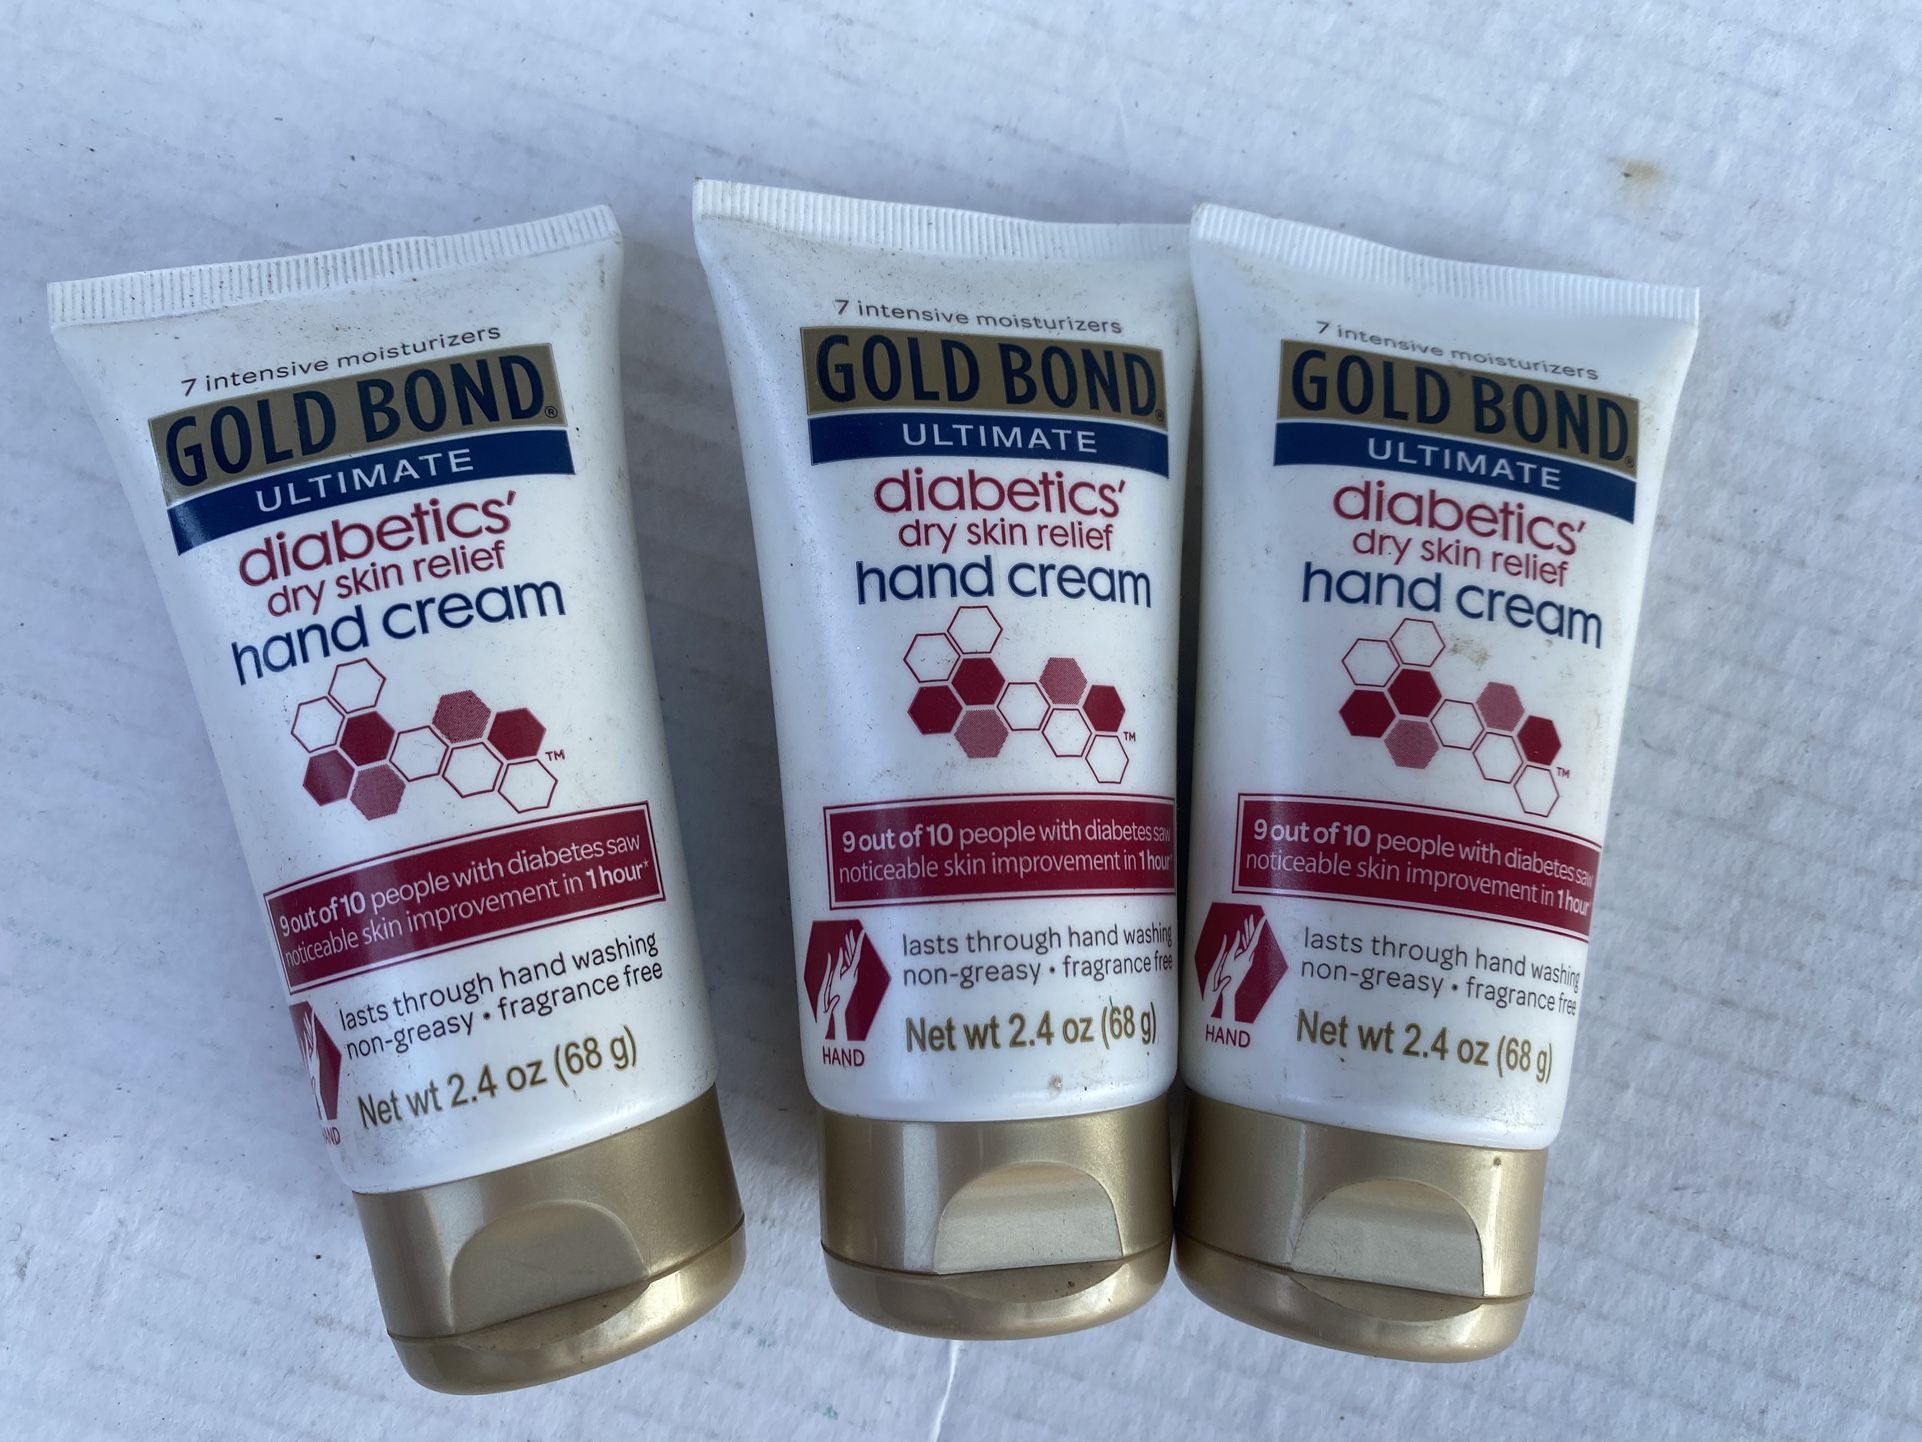 7 intensive moisturizers
GOLD BOND®
ULTIMATE
diabetics'
dry skin relief
hand cream
TM
9 out of 10 people with diabetes saw
noticeable skin improvement in 1 hour*
lasts through hand washing
non-greasy • fragrance free
Net wt 2.4 oz (68 g)
AND
7 intensive moisturizers
GOLD BOND®
ULTIMATE
diabetics'
dry skin relief
hand cream
TM
9 out of 10 people with diabetes saw
noticeable skin improvement in 1 hour*
lasts through hand washing
non-greasy • fragrance free
Net wt 2.4 oz (68 g)
HAND
7 intensive moisturizers
GOLD BOND®
ULTIMATE
diabetics'
dry skin relief
hand cream
TM
9 out of 10 people with diabetes saw
noticeable skin improvement in 1 hour*
lasts through hand washing
non-greasy • fragrance free
Net wt 2.4 oz (68 g)
HAND